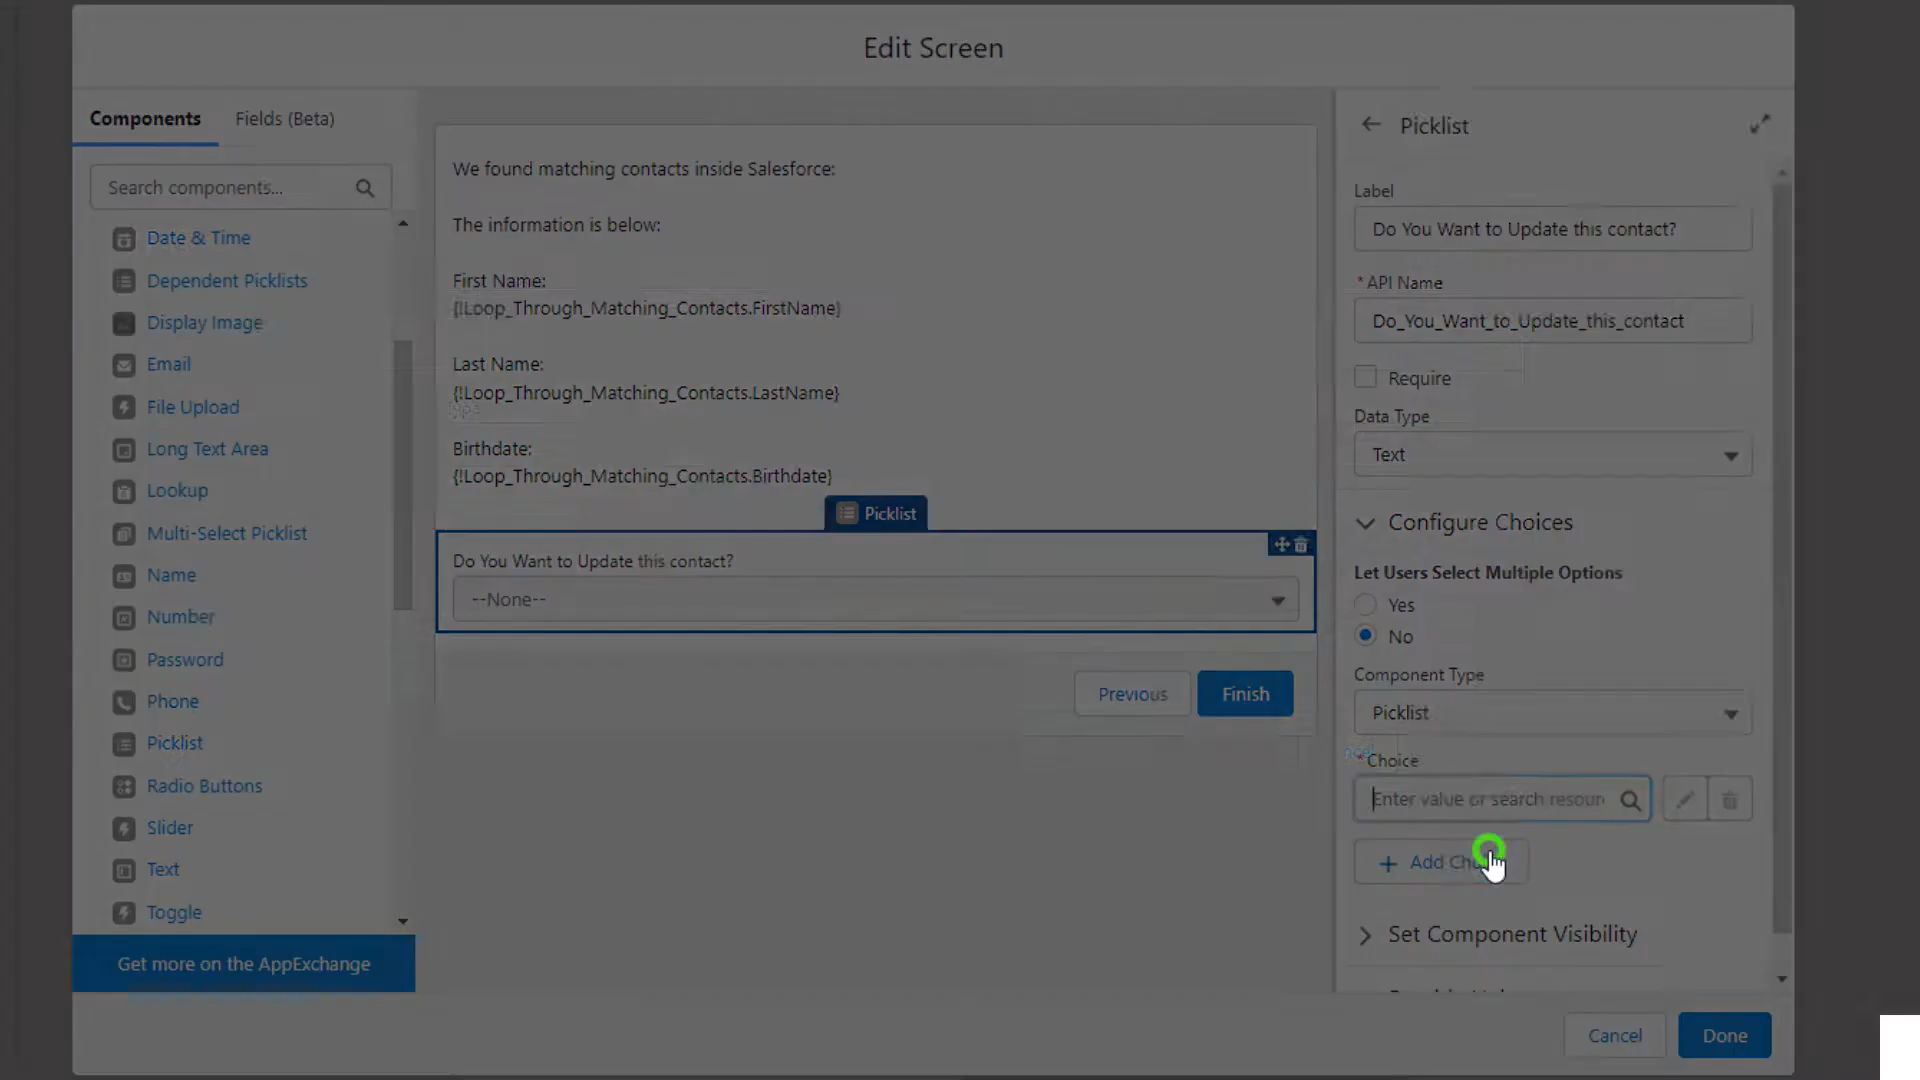 Edit Screen
Components
Fields (Beta)
Search components...
Date & Time
Dependent Picklists
Display Image
Email
File Upload
Long Text Area
Lookup
Multi-Select Picklist
Name
Number
Password
Phone
Picklist
Radio Buttons
Slider
Text
Toggle
Get more on the AppExchange
We found matching contacts inside Salesforce:
The information is below:
First Name:
{!Loop_Through_Matching_Contacts.FirstName}
Last Name:
{!Loop_Through_Matching_Contacts.LastName}
Birthdate:
{!Loop_Through_Matching_Contacts.Birthdate}
Picklist
Do You Want to Update this contact?
--None--
Previous
Finish
Picklist
Label
Do You Want to Update this contact?
*API Name
Do_You_Want_to_Update_this_contact
Require
Data Type
Text
Configure Choices
Let Users Select Multiple Options
Yes
No
Component Type
Picklist
*Choice
Enter value or search resour
Add
Set Component Visibility
Cancel
Done